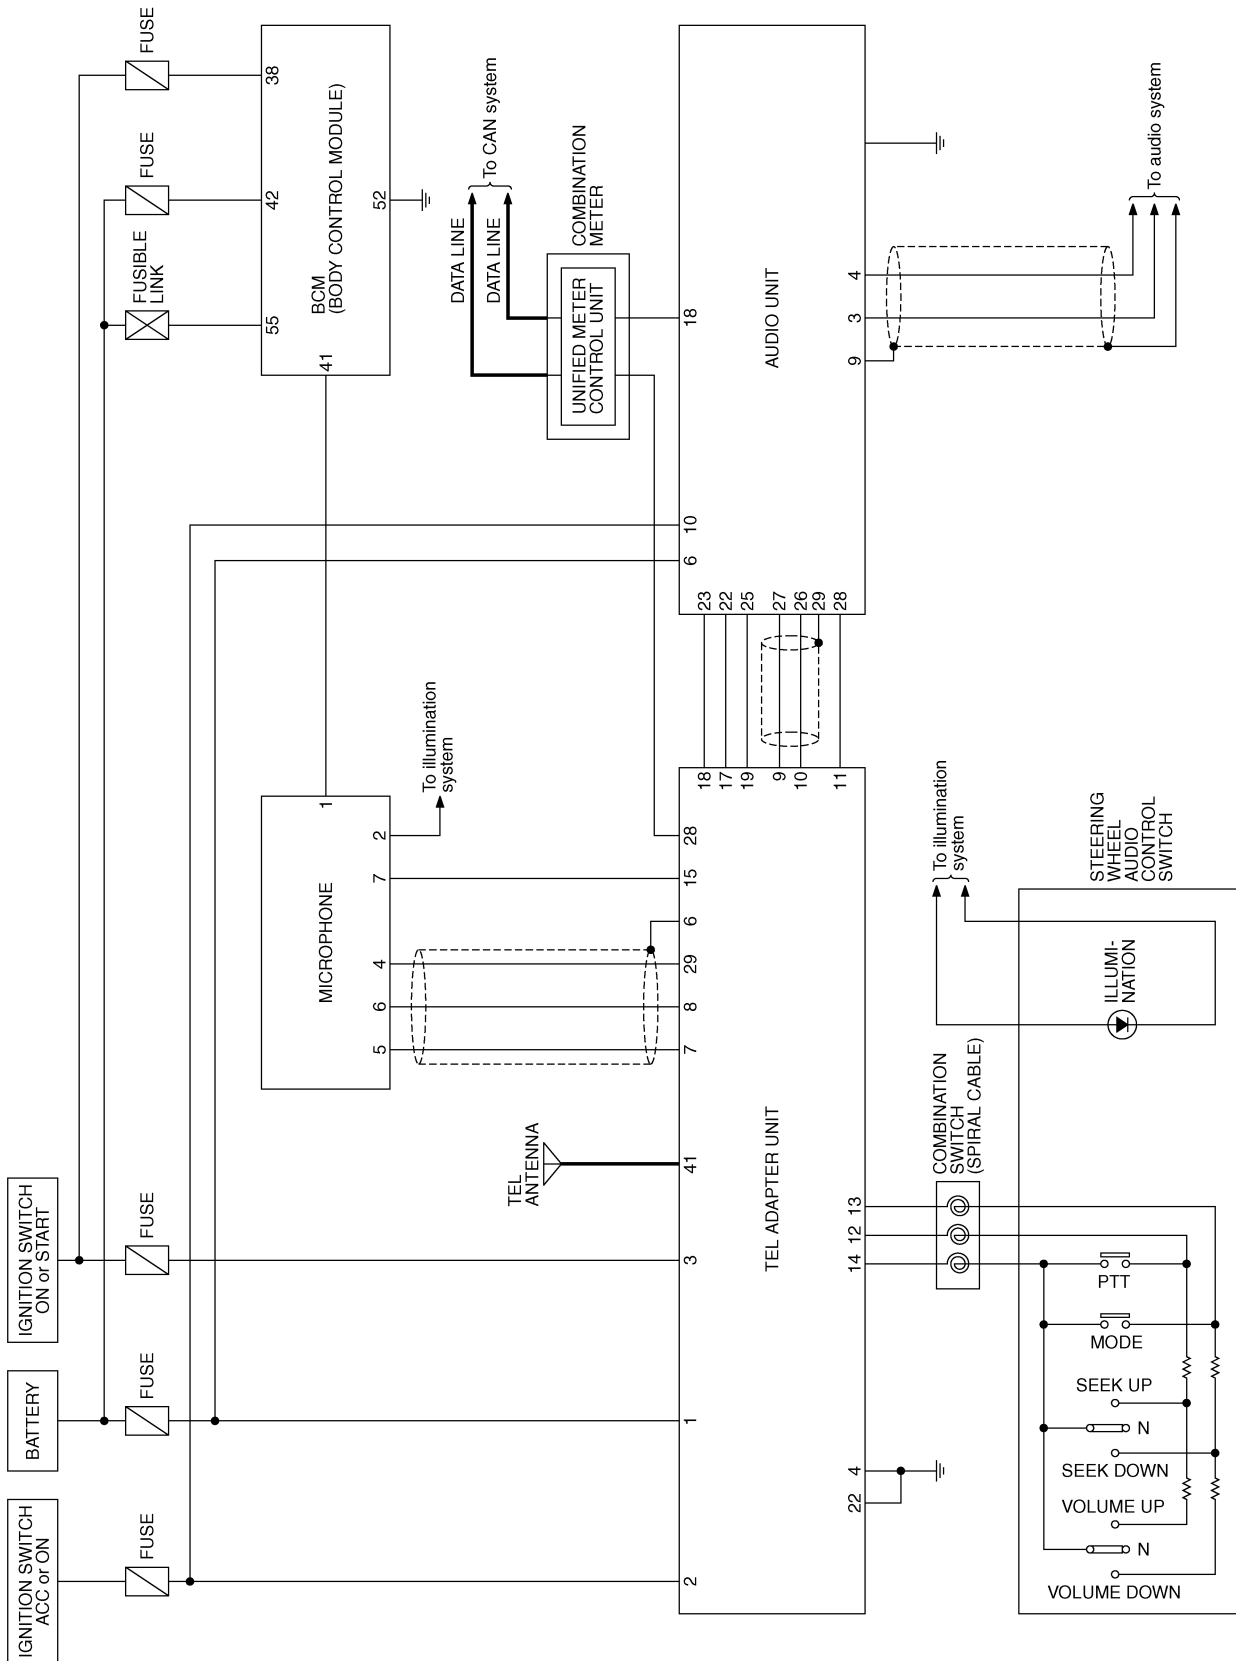 IGNITION SWITCH
ACC or ON
BATTERY
IGNITION SWITCH
ON or START
FUSE
FUSE
FUSE
FUSIBLE
LINK
FUSE
FUSE
55
42
38
41
BCM
(BODY CONTROL MODULE)
52
1
MICROPHONE
5
6
4
7
2
To illumination
system
DATA LINE
DATA LINE
To CAN system
COMBINATION
METER
UNIFIED METER
CONTROL UNIT
TEL
ANTENNA
2
1
3
41
7
8
29
6
15
28
TEL ADAPTER UNIT
18
17
19
9
10
11
22
4
14
12
13
6
10
18
23
22
25
27
26
29
28
AUDIO UNIT
9
3
4
To audio system
COMBINATION
SWITCH
(SPIRAL CABLE)
To illumination
system
STEERING
WHEEL
AUDIO
CONTROL
SWITCH
ILLUMI-
NATION
PTT
MODE
SEEK UP
N
SEEK DOWN
VOLUME UP
N
VOLUME DOWN